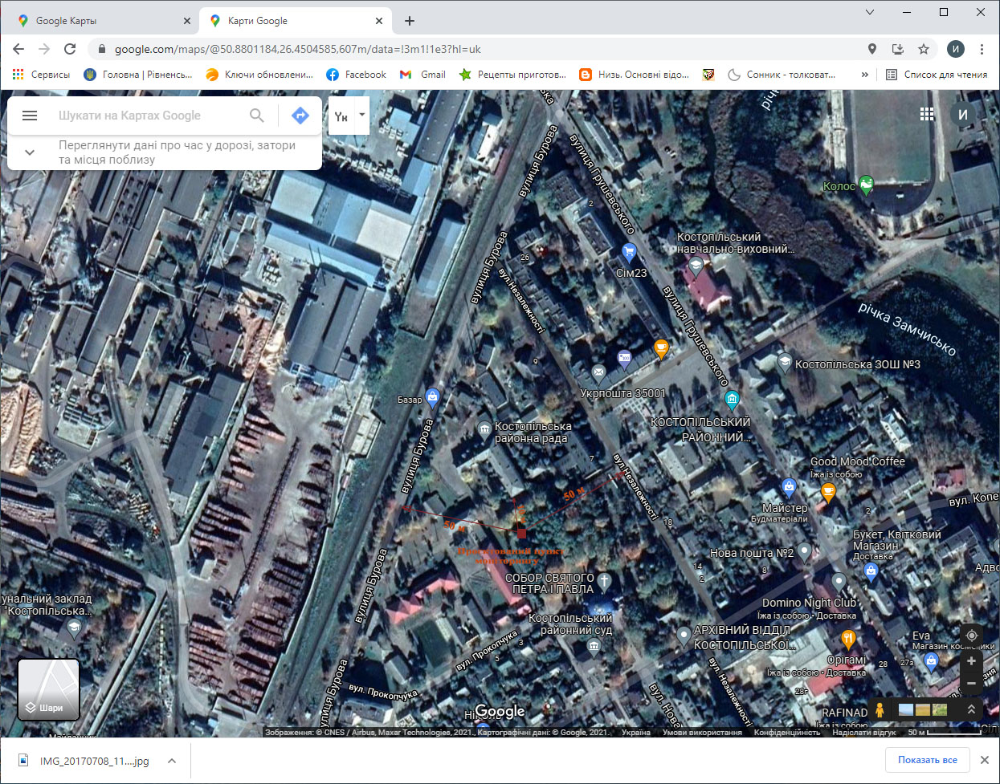 Google Карты
Карти Google
google.com/maps/@50.8801184,26.4504585,607m/data=!3m1!1e3?hl=uk
И
Сервисы
Головна | Рівненсь...
Ключи обновлени...
Facebook
Gmail
Рецепты приготов...
Низь. Основні відо...
Сонник - толковат...
»
Список для чтения
Шукати на Картах Google
Ун
И
Переглянути дані про час у дорозі, затори
та місця поблизу
річк
вулиця Бурова
вулиця Грушевського
2
Колос
Костопільський
навчально-виховний...
вулиця Бурова
26
Сім23
вул.Незалежності
вулиця Грушевського
річка Замчисько
9
Костопільська ЗОШ №3
Укрпошта 35001
Базар
КОСТОПІЛЬСЬКИЙ
РАЙОННИЙ...
Костопільська
районна рада
вулиця Бурова
7
вул.Незалежності
Good Mood Coffee
Їжа із собою
50 м
50 м
Майстер
Будматеріали
2
вул. Копе
18
Букет, Квітковий
Магазин
Доставка
Нова пошта №2
14
2
8
Адво
СОБОР СВЯТОГО
ПЕТРА І ПАВЛА
вулиця Бурова
унальний заклад
"Костопільська...
Domino Night Club
Їжа із собою • Доставка
Костопільський
районний суд
АРХІВНИЙ ВІДДІЛ
КОСТОПІЛЬСЬКОЇ...
3
5
вул. Прокопчука
Eva
Магазин косметики
Орігамі
Їжа із собою • Доставка
28
27з
28г
вул. Прокопчука
вулиця Бурова
вул.Незалежності
вул. Нова
Шари
Google
RAFINAD
Їжа із собою
Зображення: © CNES / Airbus, Maxar Technologies, 2021., Картографічні дані: © Google, 2021.
Україна
Умови використання
Конфіденційність
Надіслати відгук
50 м
IMG_20170708_11....jpg
Показать все